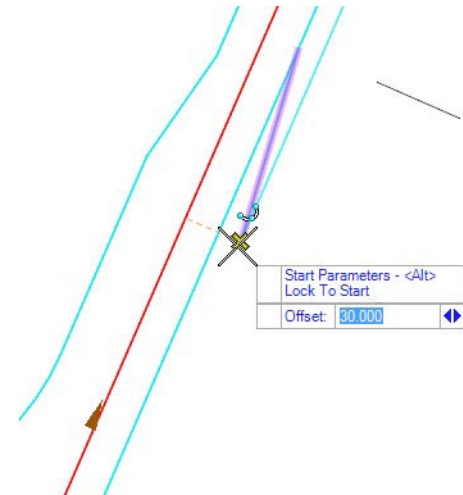 Start Parameters - <Alt>
Lock To Start
Offset: 30.000